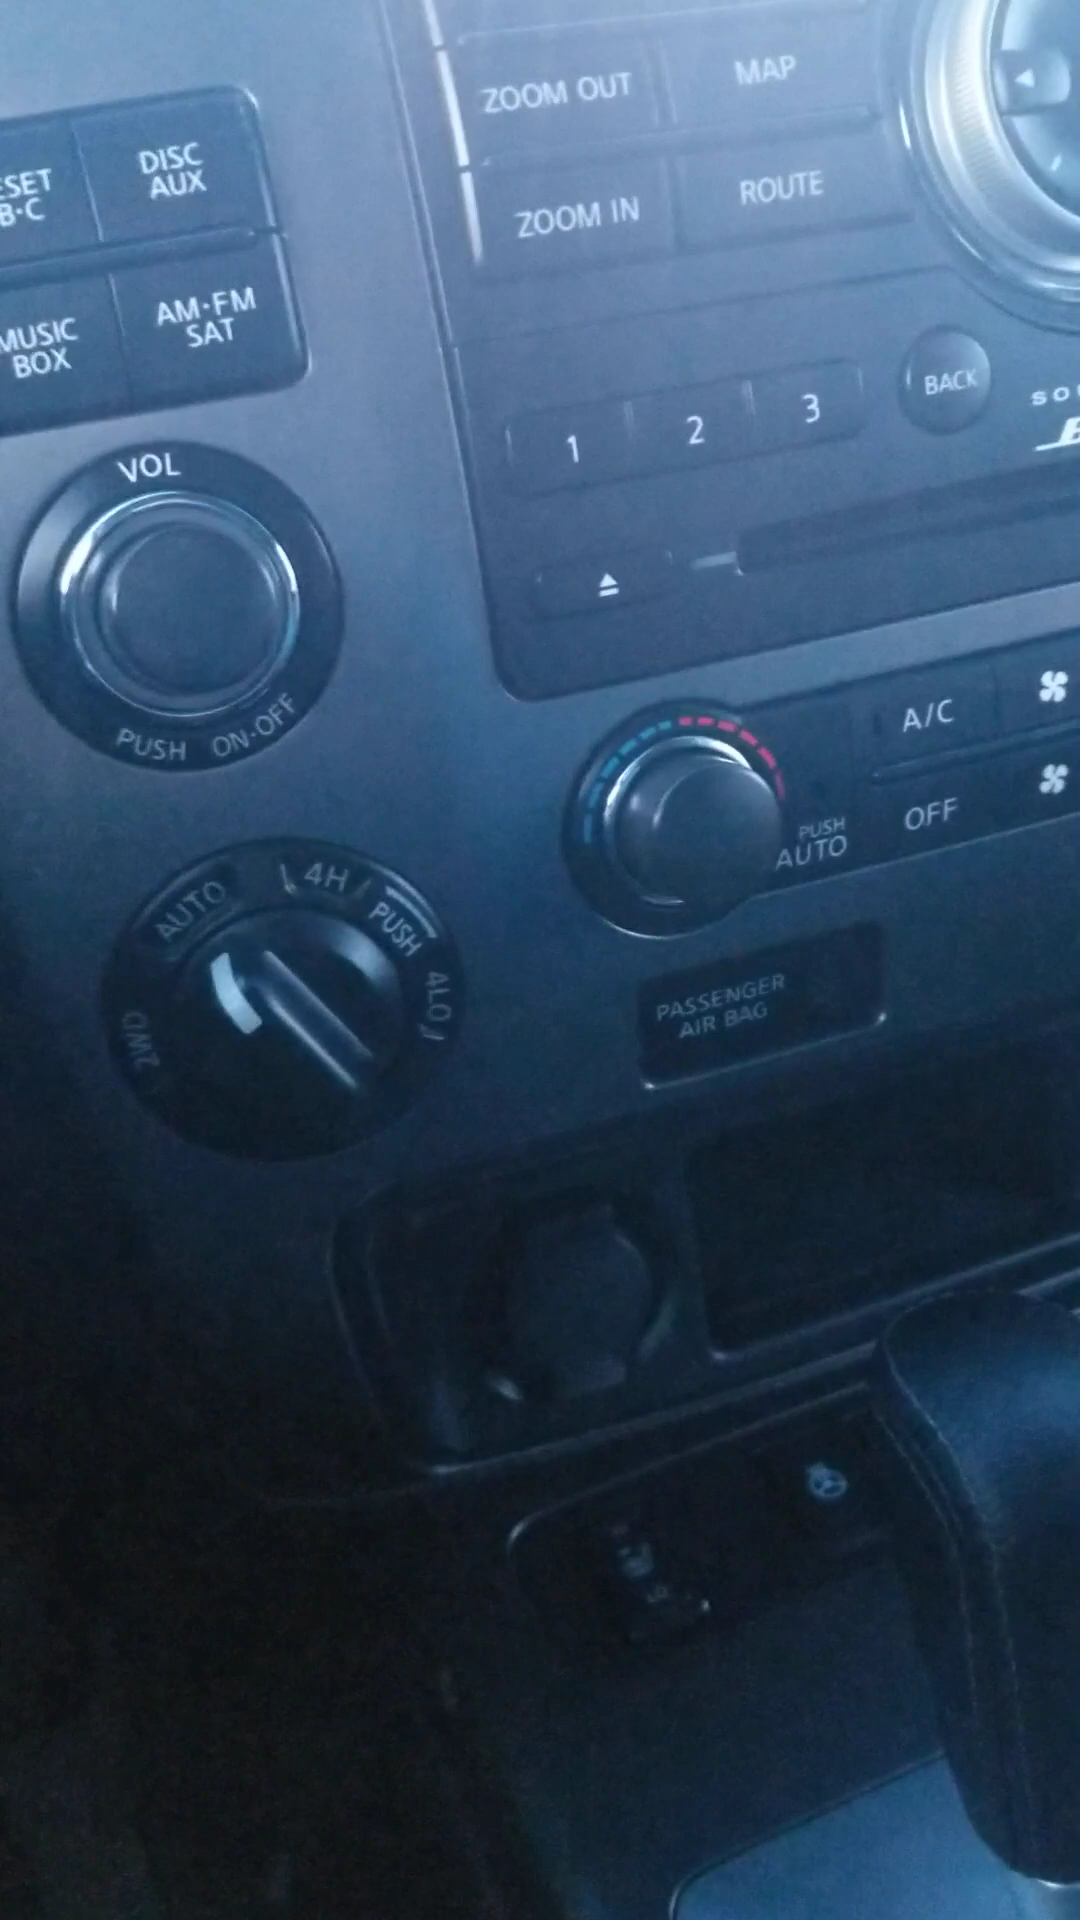 ZOOM OUT
MAP
DISC
AUX
ZOOM IN
ROUTE
MUSIC
BOX
AM·FM
SAT
1
2
3
BACK
VOL
PUSH ON·OFF
A/C
OFF
PUSH
AUTO
AUTO
4H
PUSH
4LO
2WD
PASSENGER
AIR BAG